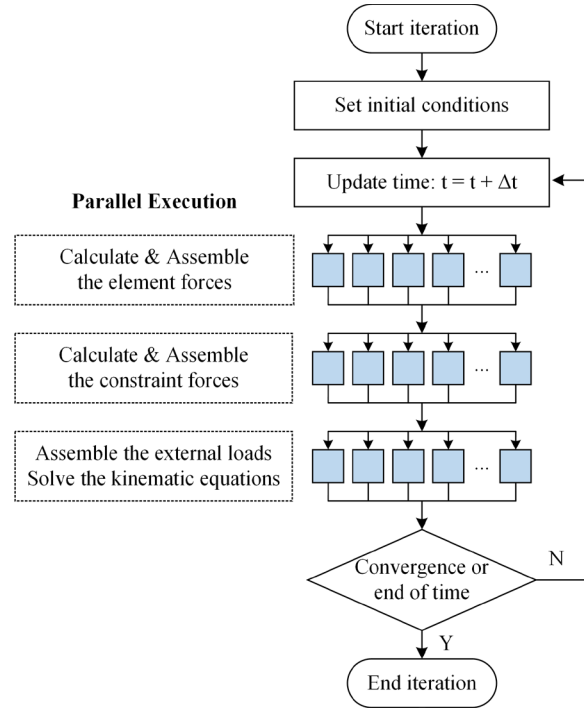 Start iteration
Set initial conditions
Update time: t = t + Δt
Parallel Execution
Calculate & Assemble
the element forces
...
Calculate & Assemble
the constraint forces
...
Assemble the external loads
Solve the kinematic equations
...
Convergence or
end of time
N
Y
End iteration